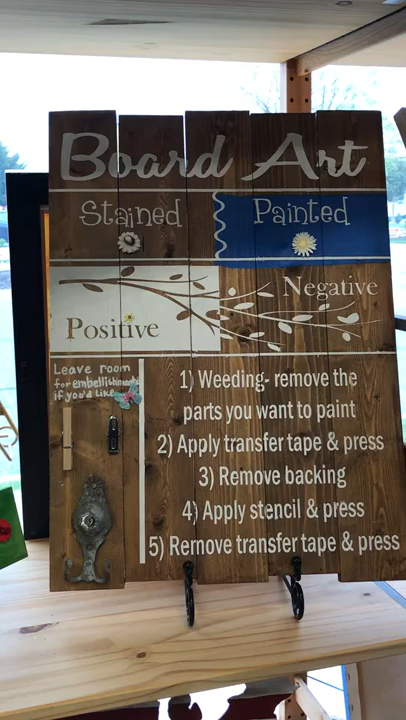 Board Art
Stained
Painted
Negative
Positive
Leave room
for embellishments
if you'd like
1) Weeding- remove the
parts you want to paint
2) Apply transfer tape & press
3) Remove backing
4) Apply stencil & press
5) Remove transfer tape & press